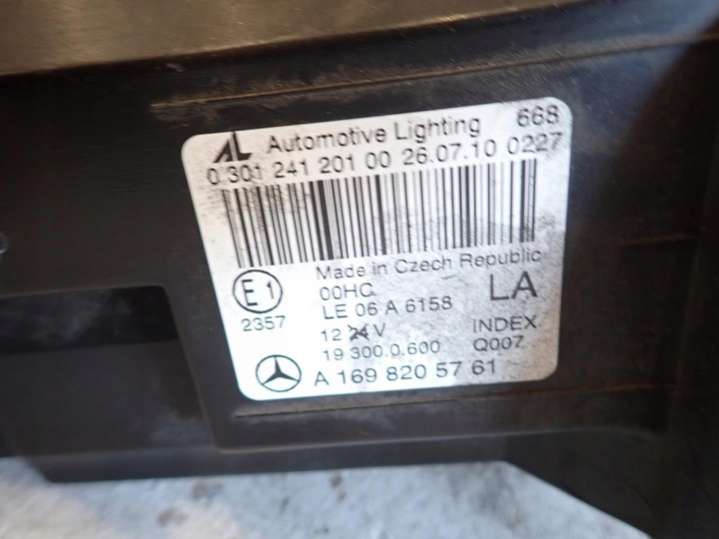 AL Automotive Lighting 668
0 301 241 201 00 26.07.10 0227
Made in Czech Republic
E1 00HC LA
2357 LE 06 A 6158
12 24 V INDEX
19 300.0.600 Q007
A 169 820 57 61